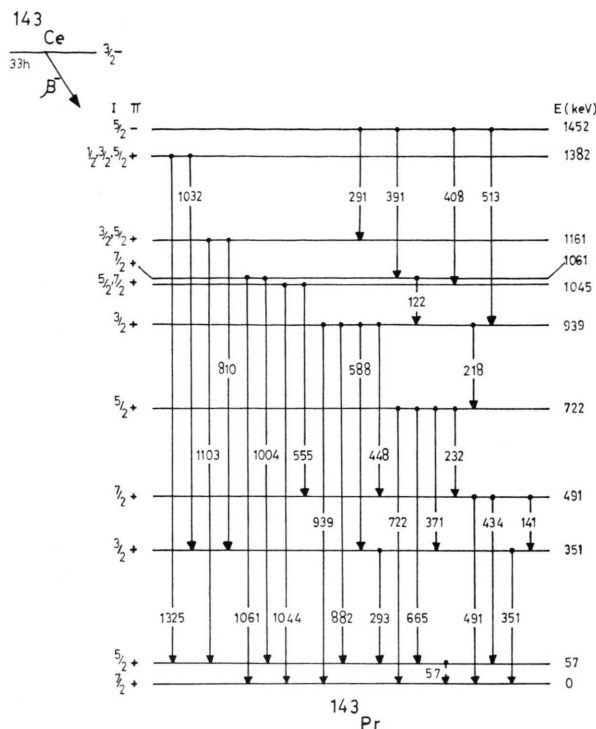 143
Ce
33h 3/2-
β-
I π E (keV)
5/2 - 1452
1/2,3/2,5/2 + 1382
1032 291 391 408 513
3/2,5/2 + 1161
7/2 + 1061
5/2,7/2 + 1045
122
3/2 + 939
810 588 218
5/2 + 722
1103 1004 555 448 232
7/2 + 491
939 722 371 434 141
3/2 + 351
1325 1061 1044 882 293 665 491 351
5/2 + 57
57
7/2 + 0
143
Pr